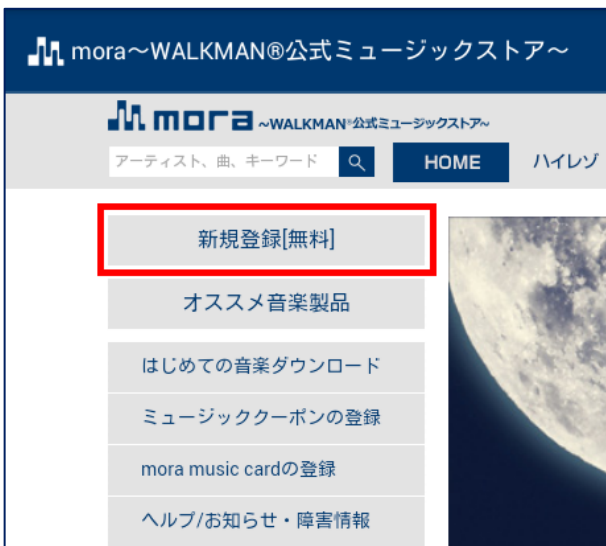 mora～WALKMAN®公式ミュージックストア～
mora ～WALKMAN®公式ミュージックストア～
アーティスト、曲、キーワード
HOME ハイレゾ
新規登録[無料]
オススメ音楽製品
はじめての音楽ダウンロード
ミュージッククーポンの登録
mora music cardの登録
ヘルプ/お知らせ・障害情報